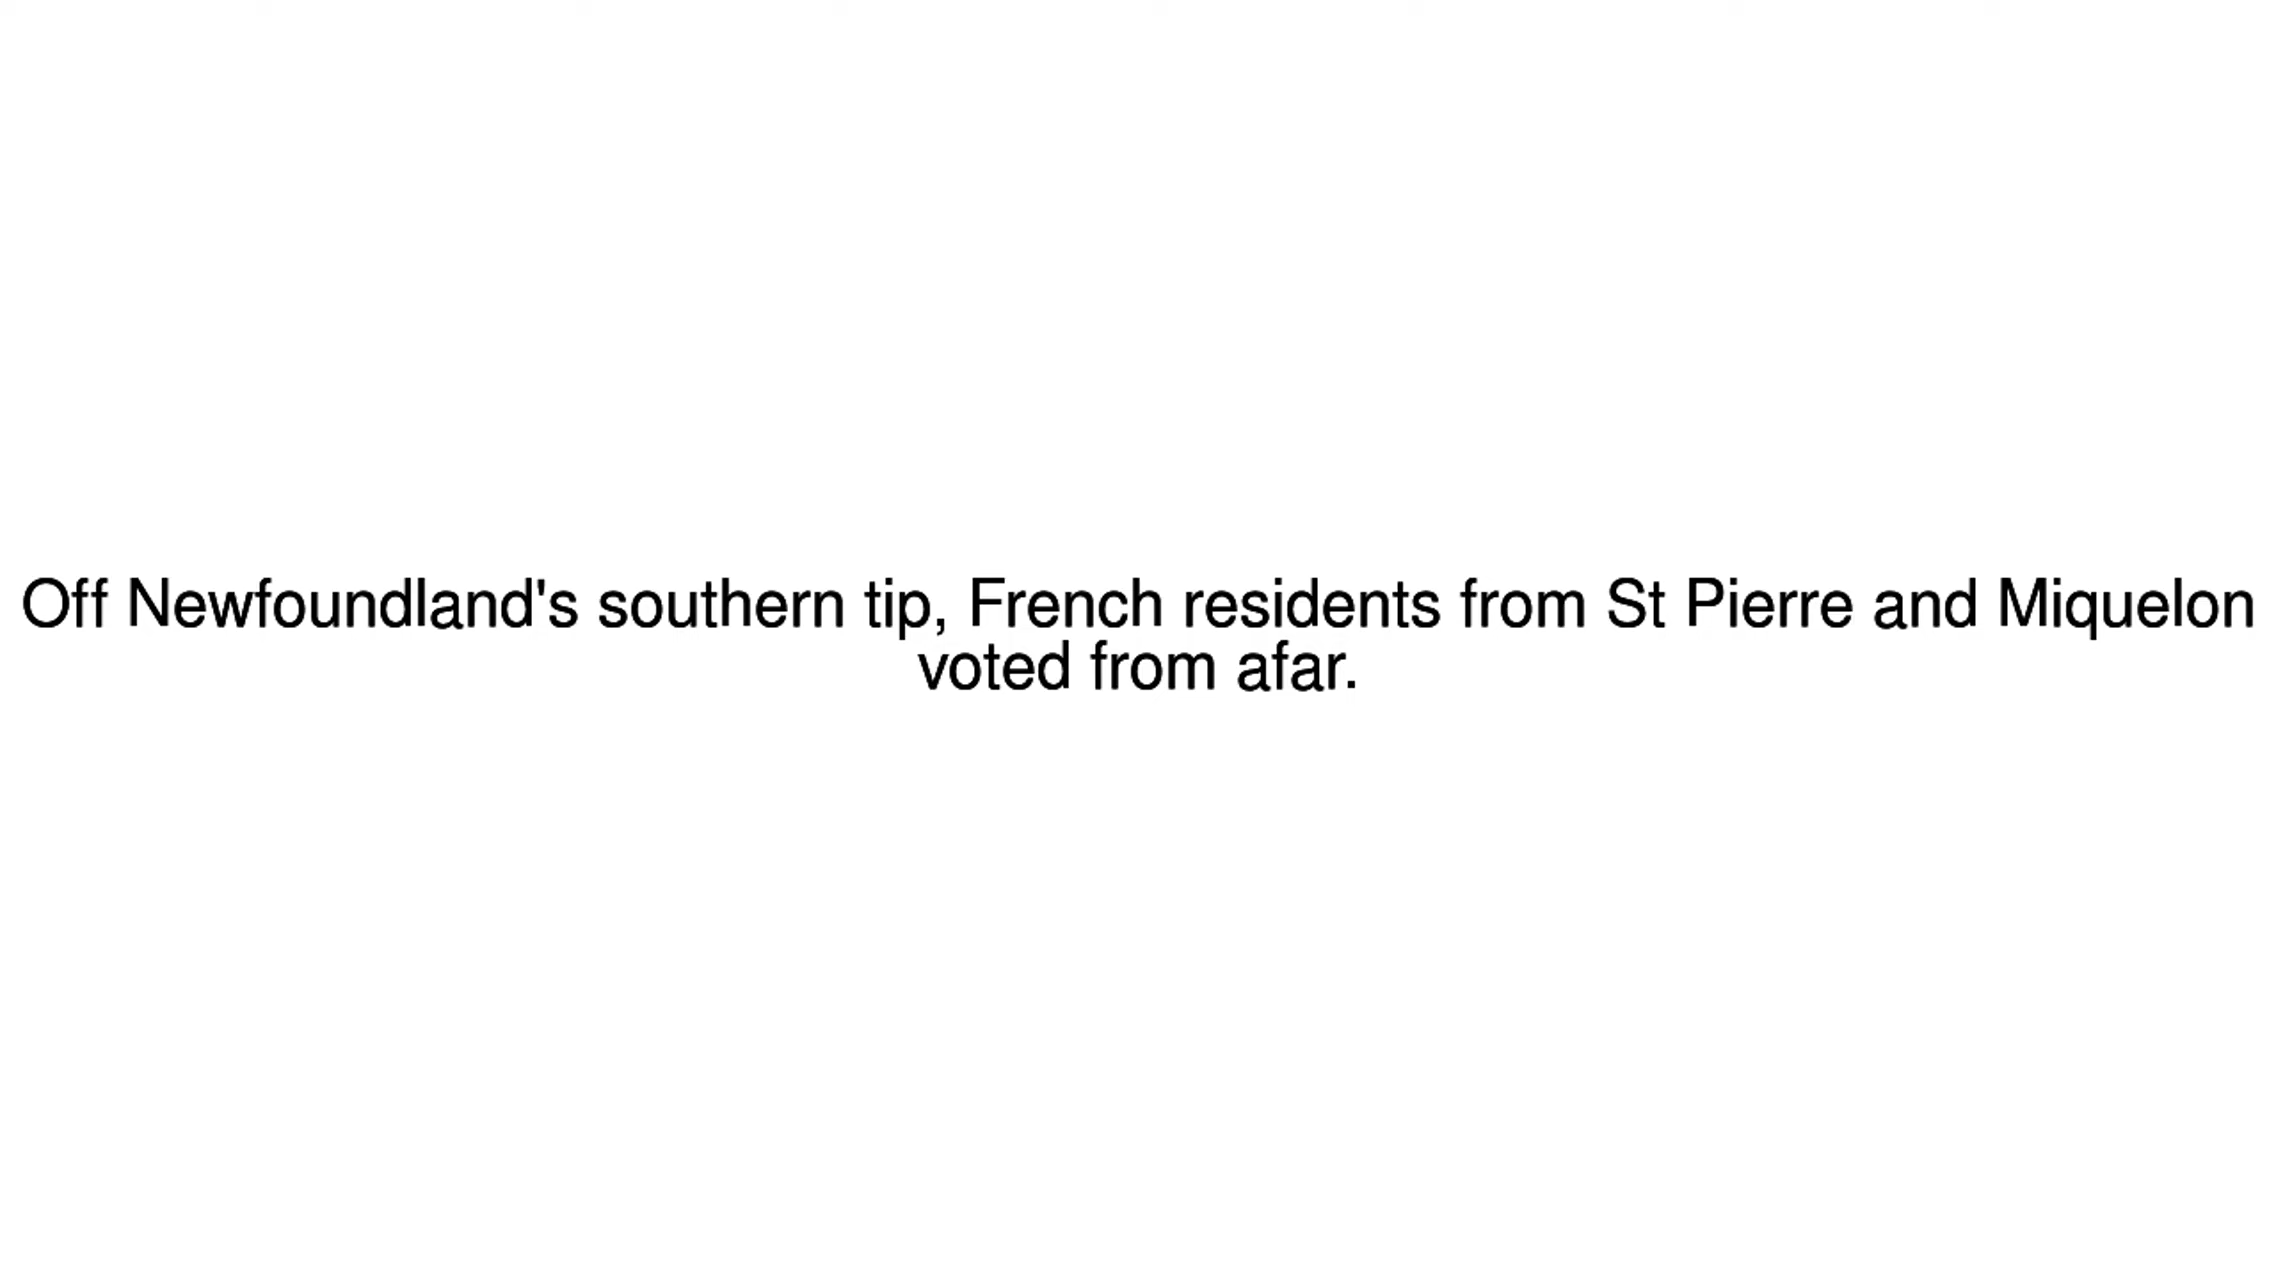 Off Newfoundland's southern tip, French residents from St Pierre and Miquelon
voted from afar.